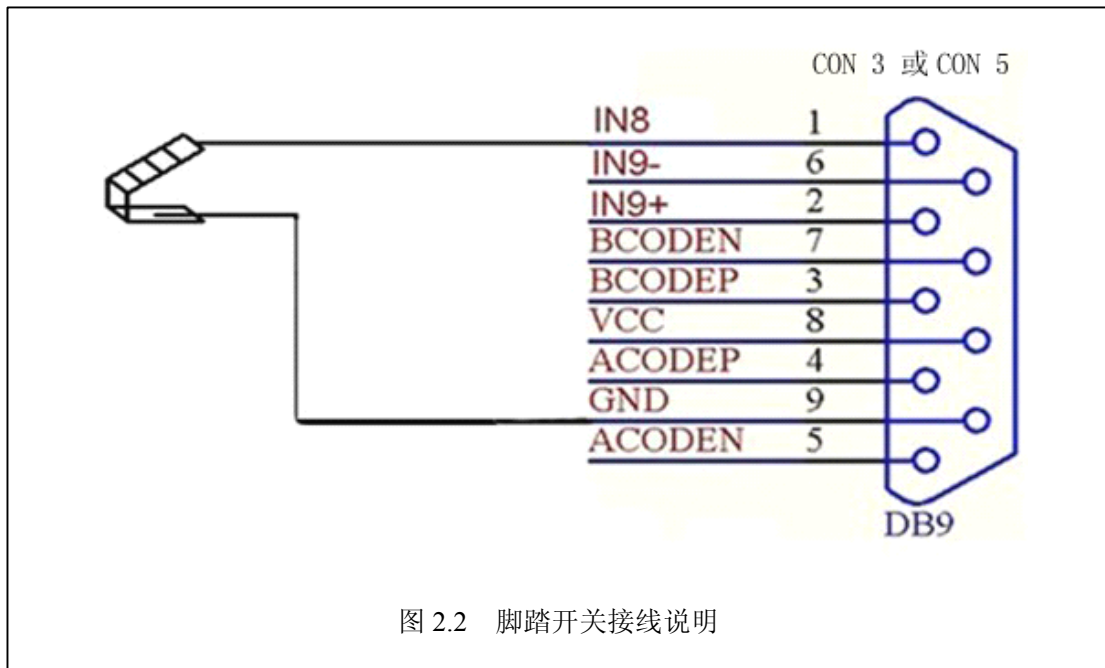 CON 3 或 CON 5
IN8 1
IN9- 6
IN9+ 2
BCODEN 7
BCODEP 3
VCC 8
ACODEP 4
GND 9
ACODEN 5
DB9
图 2.2 脚踏开关接线说明